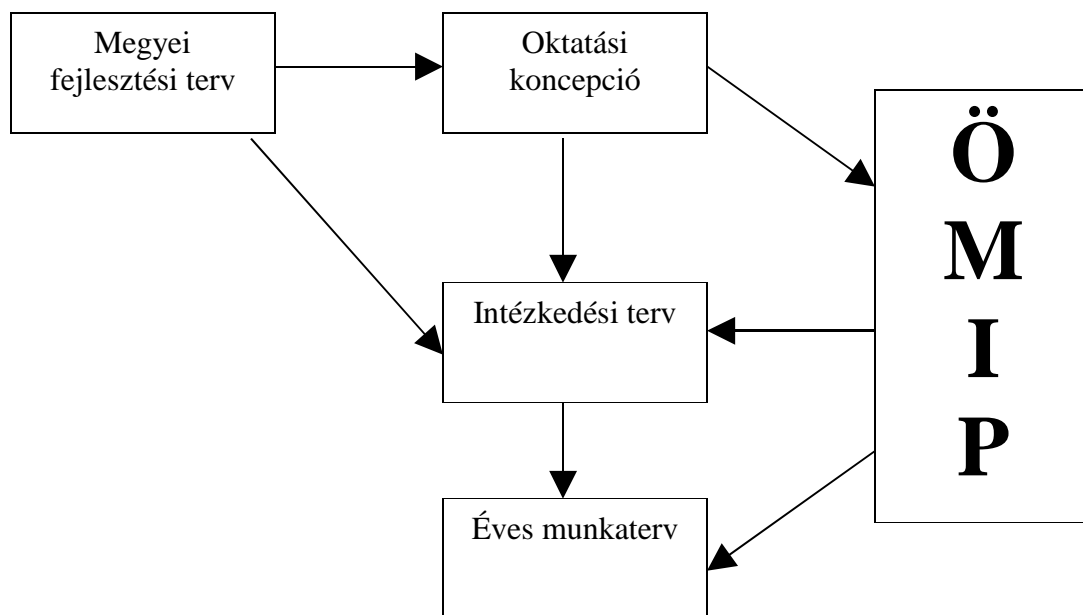 Megyei
fejlesztési terv
Oktatási
koncepció
Ö
M
I
P
Intézkedési terv
Éves munkaterv